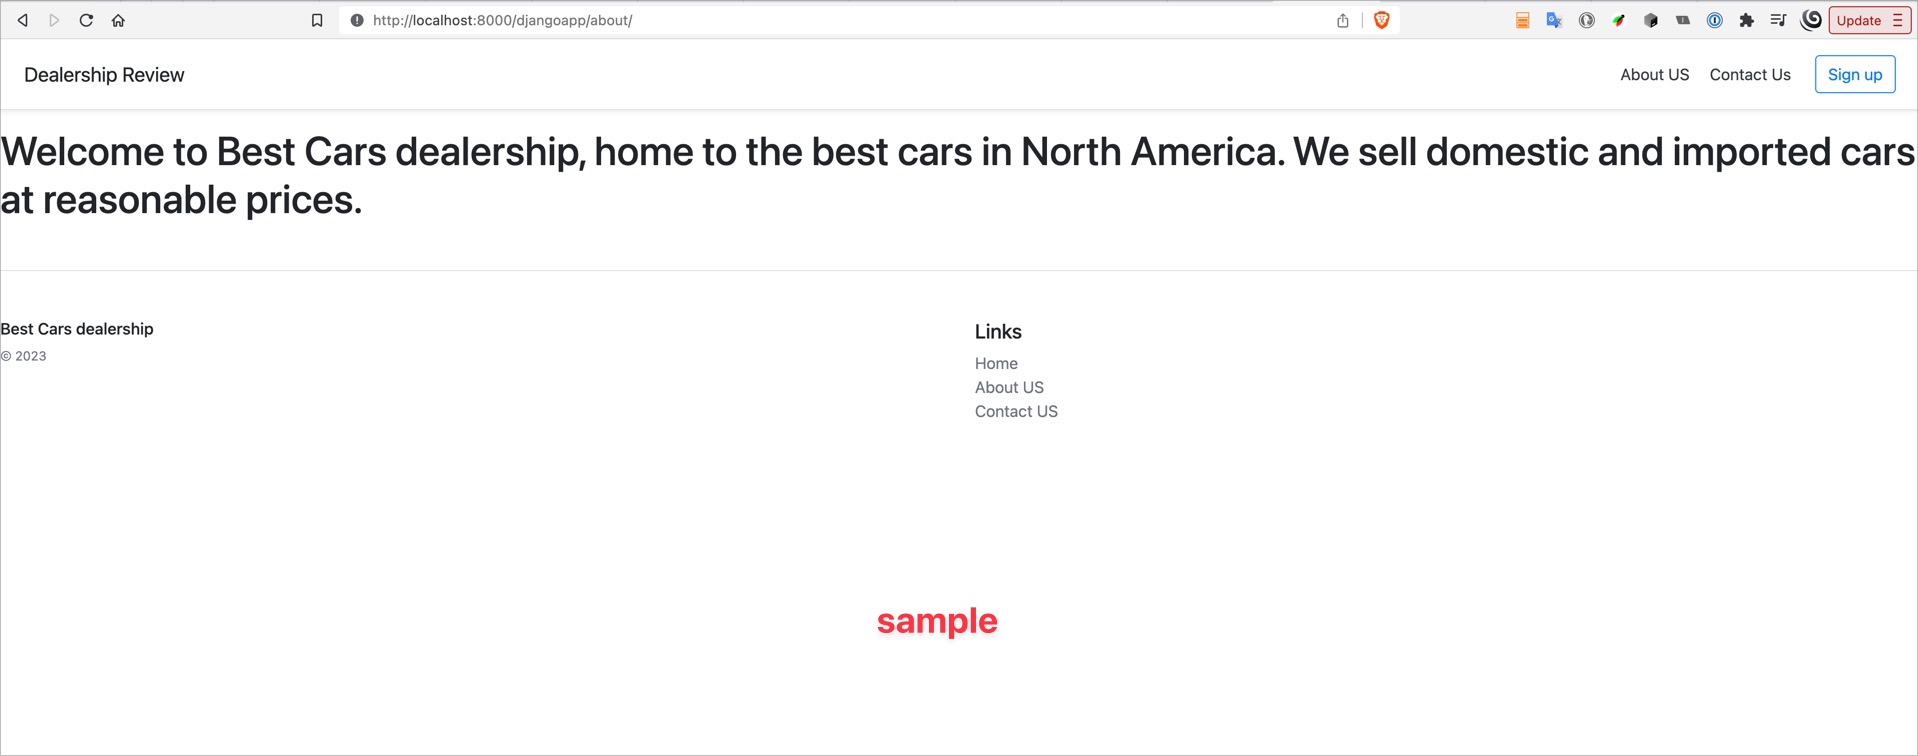 http://localhost:8000/djangoapp/about/
Update
Dealership Review
About US
Contact Us
Sign up
Welcome to Best Cars dealership, home to the best cars in North America. We sell domestic and imported cars
at reasonable prices.
Best Cars dealership
© 2023
Links
Home
About US
Contact US
sample